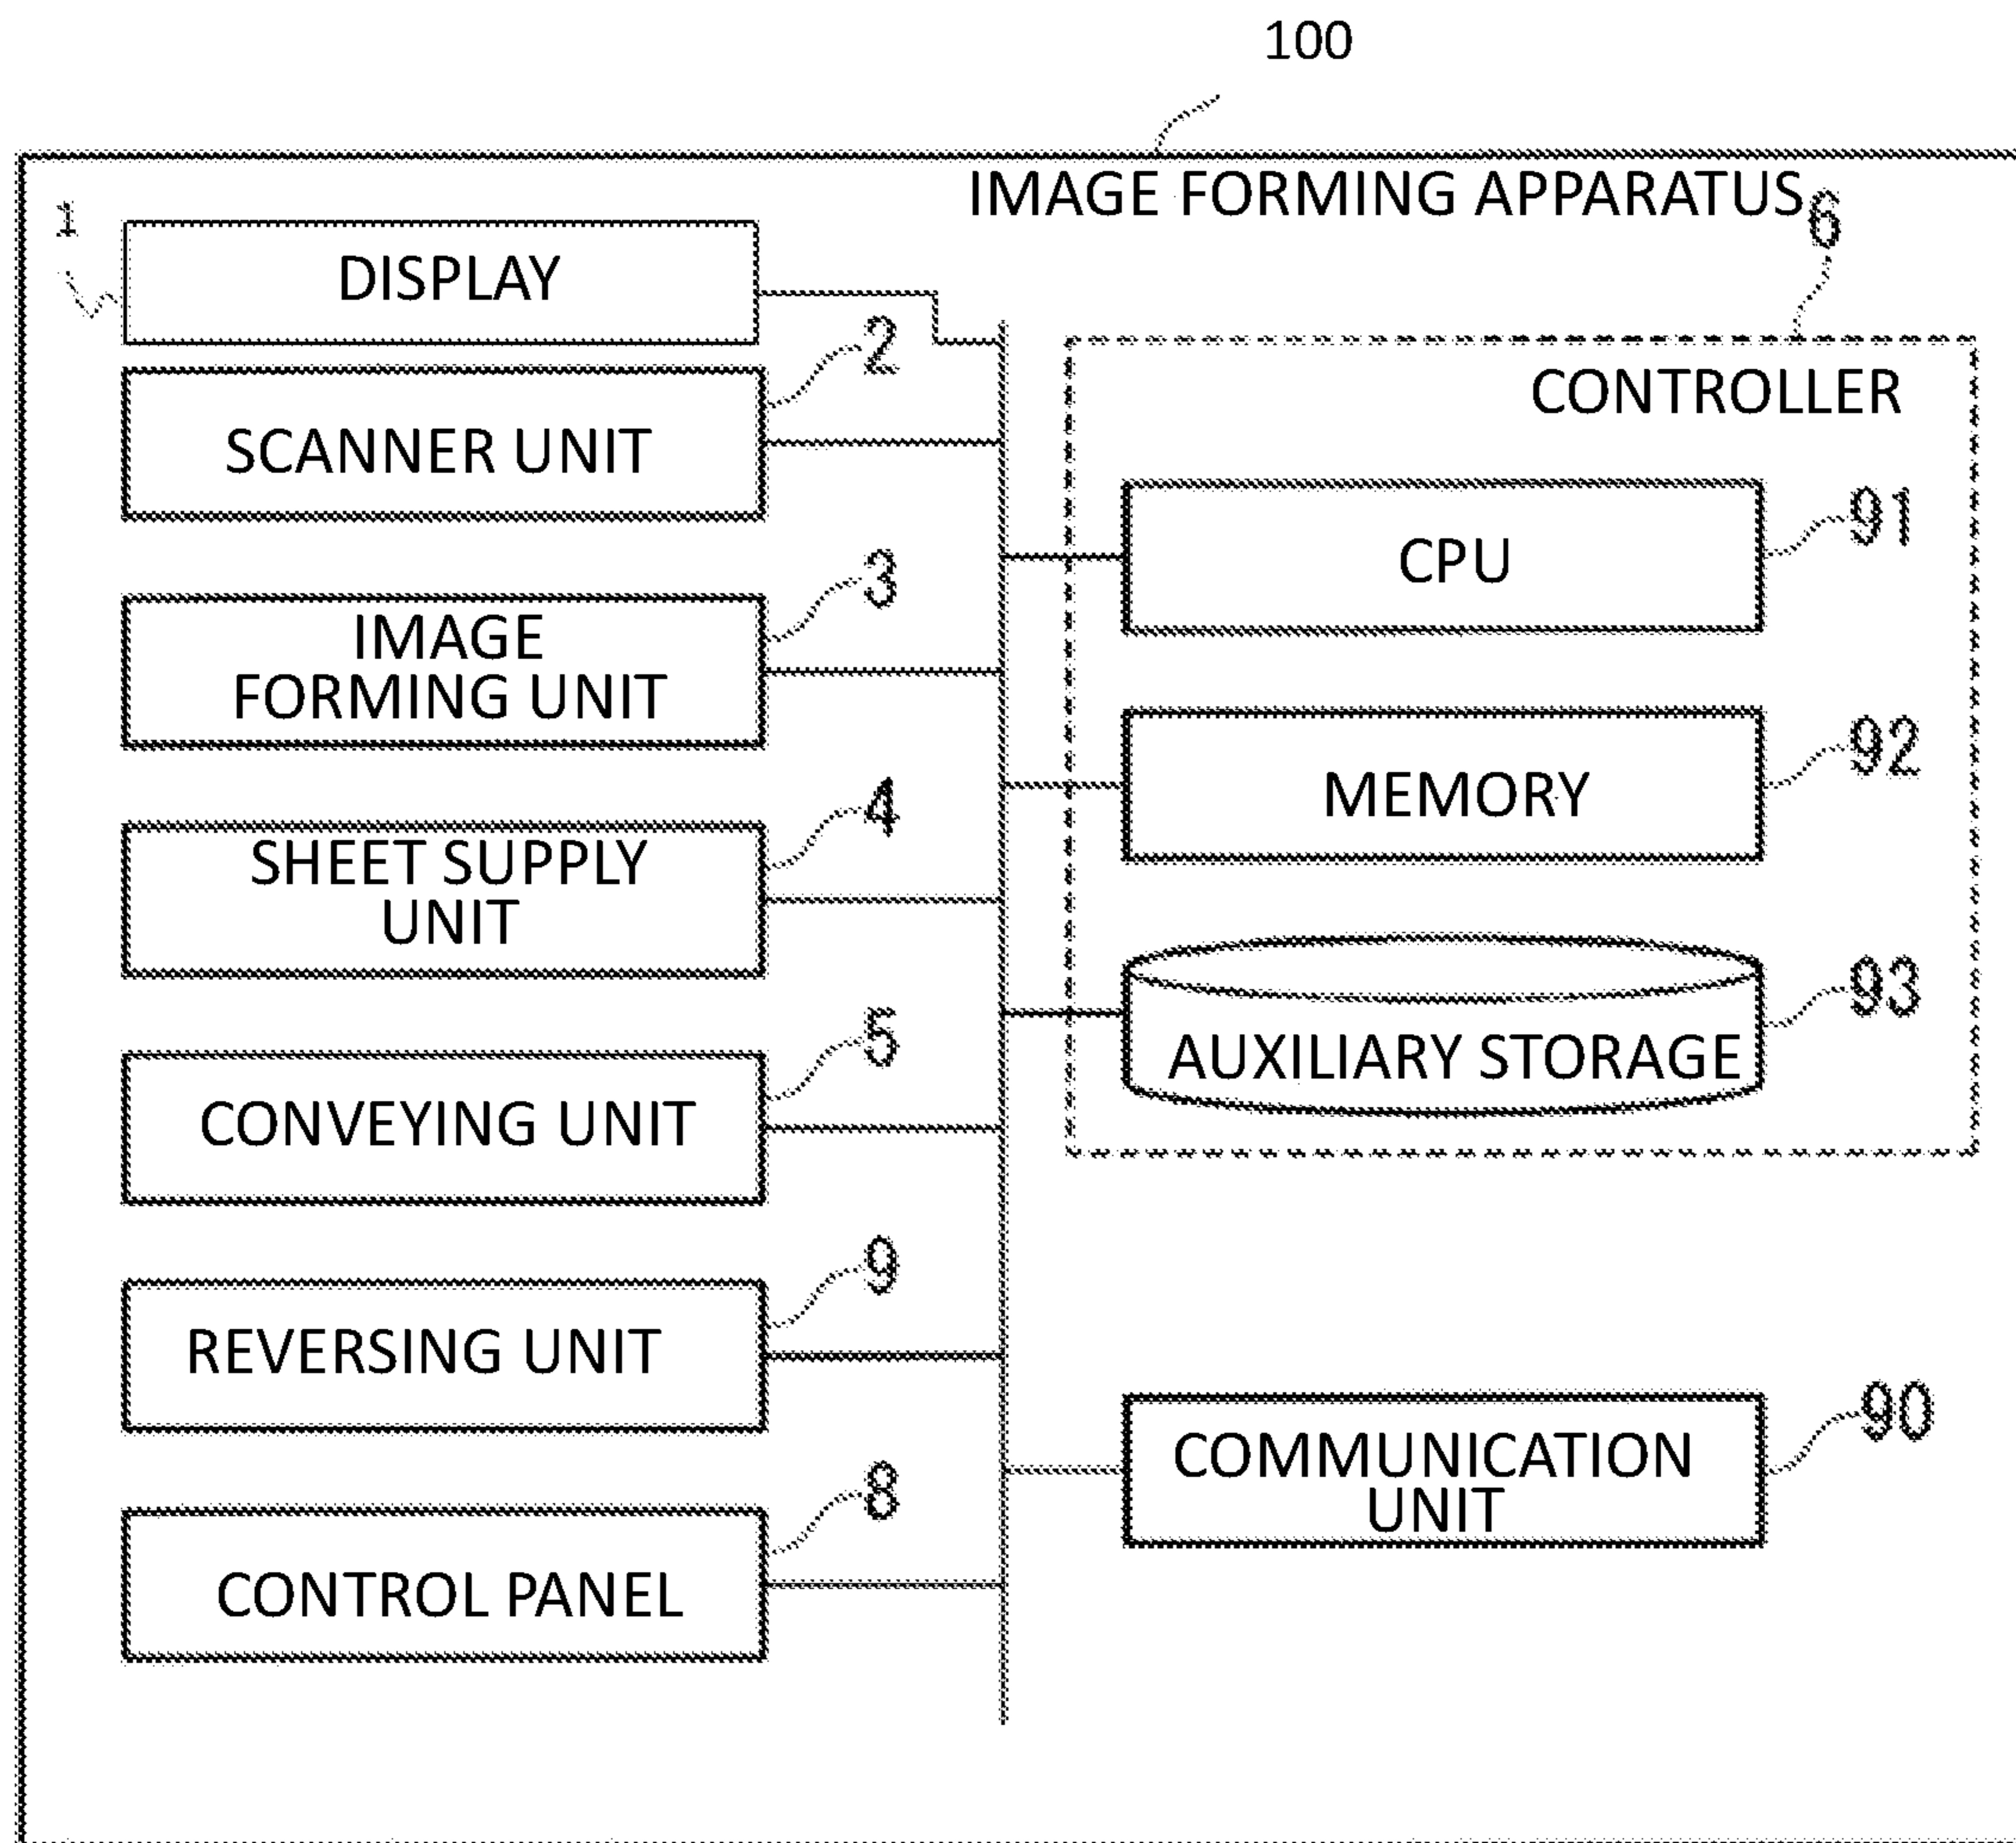 100
IMAGE FORMING APPARATUS
6
1
DISPLAY
2
SCANNER UNIT
3
IMAGE
FORMING UNIT
4
SHEET SUPPLY
UNIT
5
CONVEYING UNIT
9
REVERSING UNIT
8
CONTROL PANEL
CONTROLLER
CPU
91
MEMORY
92
AUXILIARY STORAGE
93
COMMUNICATION
UNIT
90